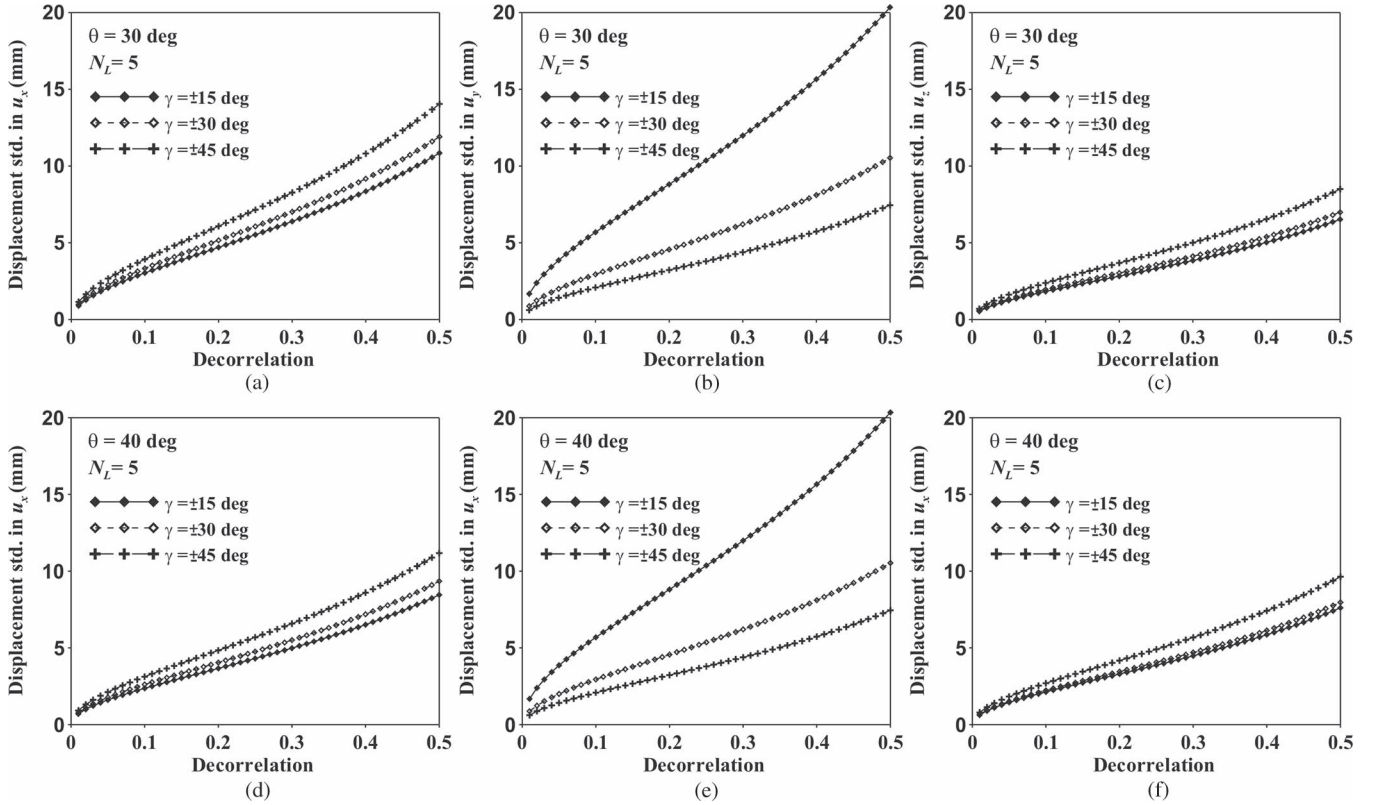 20
15
10
5
0
Displacement std. in u_x (mm)
θ = 30 deg
N_L = 5
γ = ±15 deg
γ = ±30 deg
γ = ±45 deg
0 0.1 0.2 0.3 0.4 0.5
Decorrelation
(a)
20
15
10
5
0
Displacement std. in u_y (mm)
θ = 30 deg
N_L = 5
γ = ±15 deg
γ = ±30 deg
γ = ±45 deg
0 0.1 0.2 0.3 0.4 0.5
Decorrelation
(b)
20
15
10
5
0
Displacement std. in u_z (mm)
θ = 30 deg
N_L = 5
γ = ±15 deg
γ = ±30 deg
γ = ±45 deg
0 0.1 0.2 0.3 0.4 0.5
Decorrelation
(c)
20
15
10
5
0
Displacement std. in u_x (mm)
θ = 40 deg
N_L = 5
γ = ±15 deg
γ = ±30 deg
γ = ±45 deg
0 0.1 0.2 0.3 0.4 0.5
Decorrelation
(d)
20
15
10
5
0
Displacement std. in u_x (mm)
θ = 40 deg
N_L = 5
γ = ±15 deg
γ = ±30 deg
γ = ±45 deg
0 0.1 0.2 0.3 0.4 0.5
Decorrelation
(e)
20
15
10
5
0
Displacement std. in u_x (mm)
θ = 40 deg
N_L = 5
γ = ±15 deg
γ = ±30 deg
γ = ±45 deg
0 0.1 0.2 0.3 0.4 0.5
Decorrelation
(f)